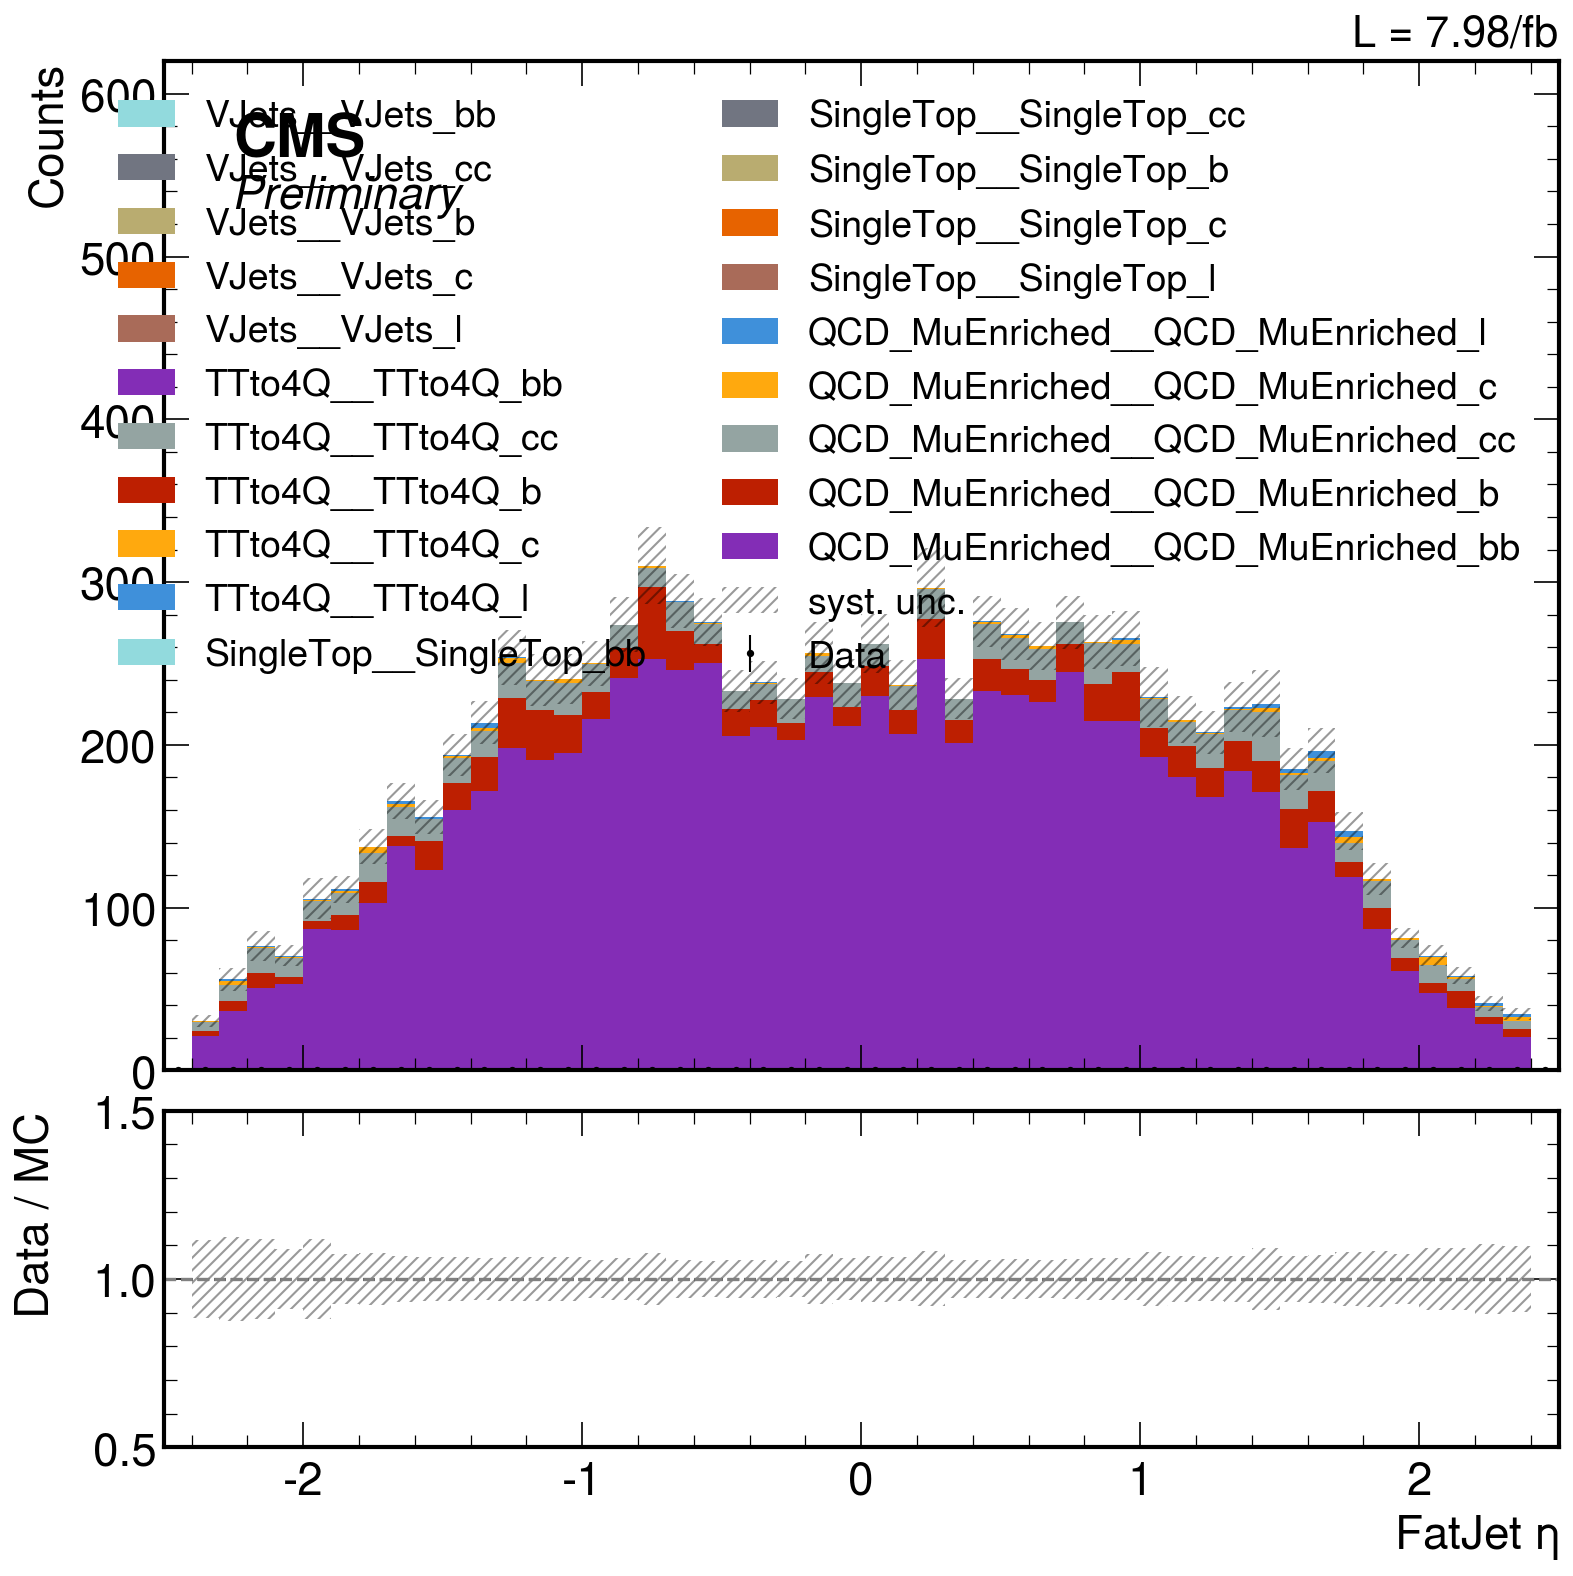 L = 7.98/fb
Counts
CMS
Preliminary
VJets__VJets_bb
VJets__VJets_cc
VJets__VJets_b
VJets__VJets_c
VJets__VJets_l
TTto4Q__TTto4Q_bb
TTto4Q__TTto4Q_cc
TTto4Q__TTto4Q_b
TTto4Q__TTto4Q_c
TTto4Q__TTto4Q_l
SingleTop__SingleTop_bb
SingleTop__SingleTop_cc
SingleTop__SingleTop_b
SingleTop__SingleTop_c
SingleTop__SingleTop_l
QCD_MuEnriched__QCD_MuEnriched_l
QCD_MuEnriched__QCD_MuEnriched_c
QCD_MuEnriched__QCD_MuEnriched_cc
QCD_MuEnriched__QCD_MuEnriched_b
QCD_MuEnriched__QCD_MuEnriched_bb
syst. unc.
Data
600
500
400
300
200
100
0
Data / MC
1.5
1.0
0.5
-2
-1
0
1
2
FatJet η